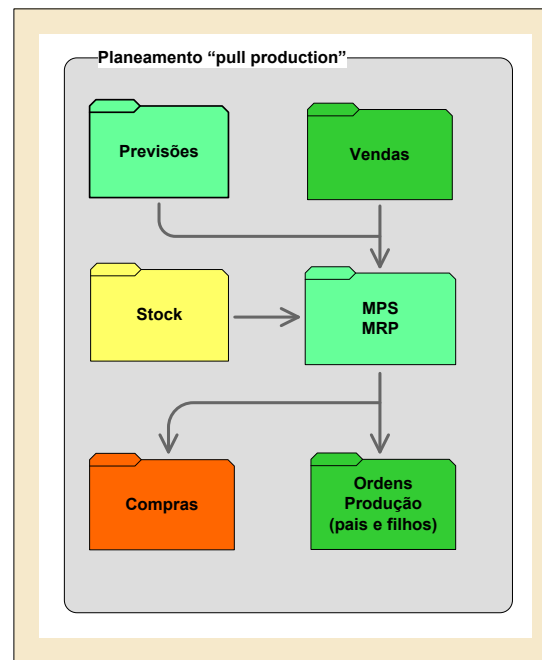 Planeamento “pull production”
Previsões
Vendas
Stock
MPS
MRP
Compras
Ordens
Produção
(pais e filhos)